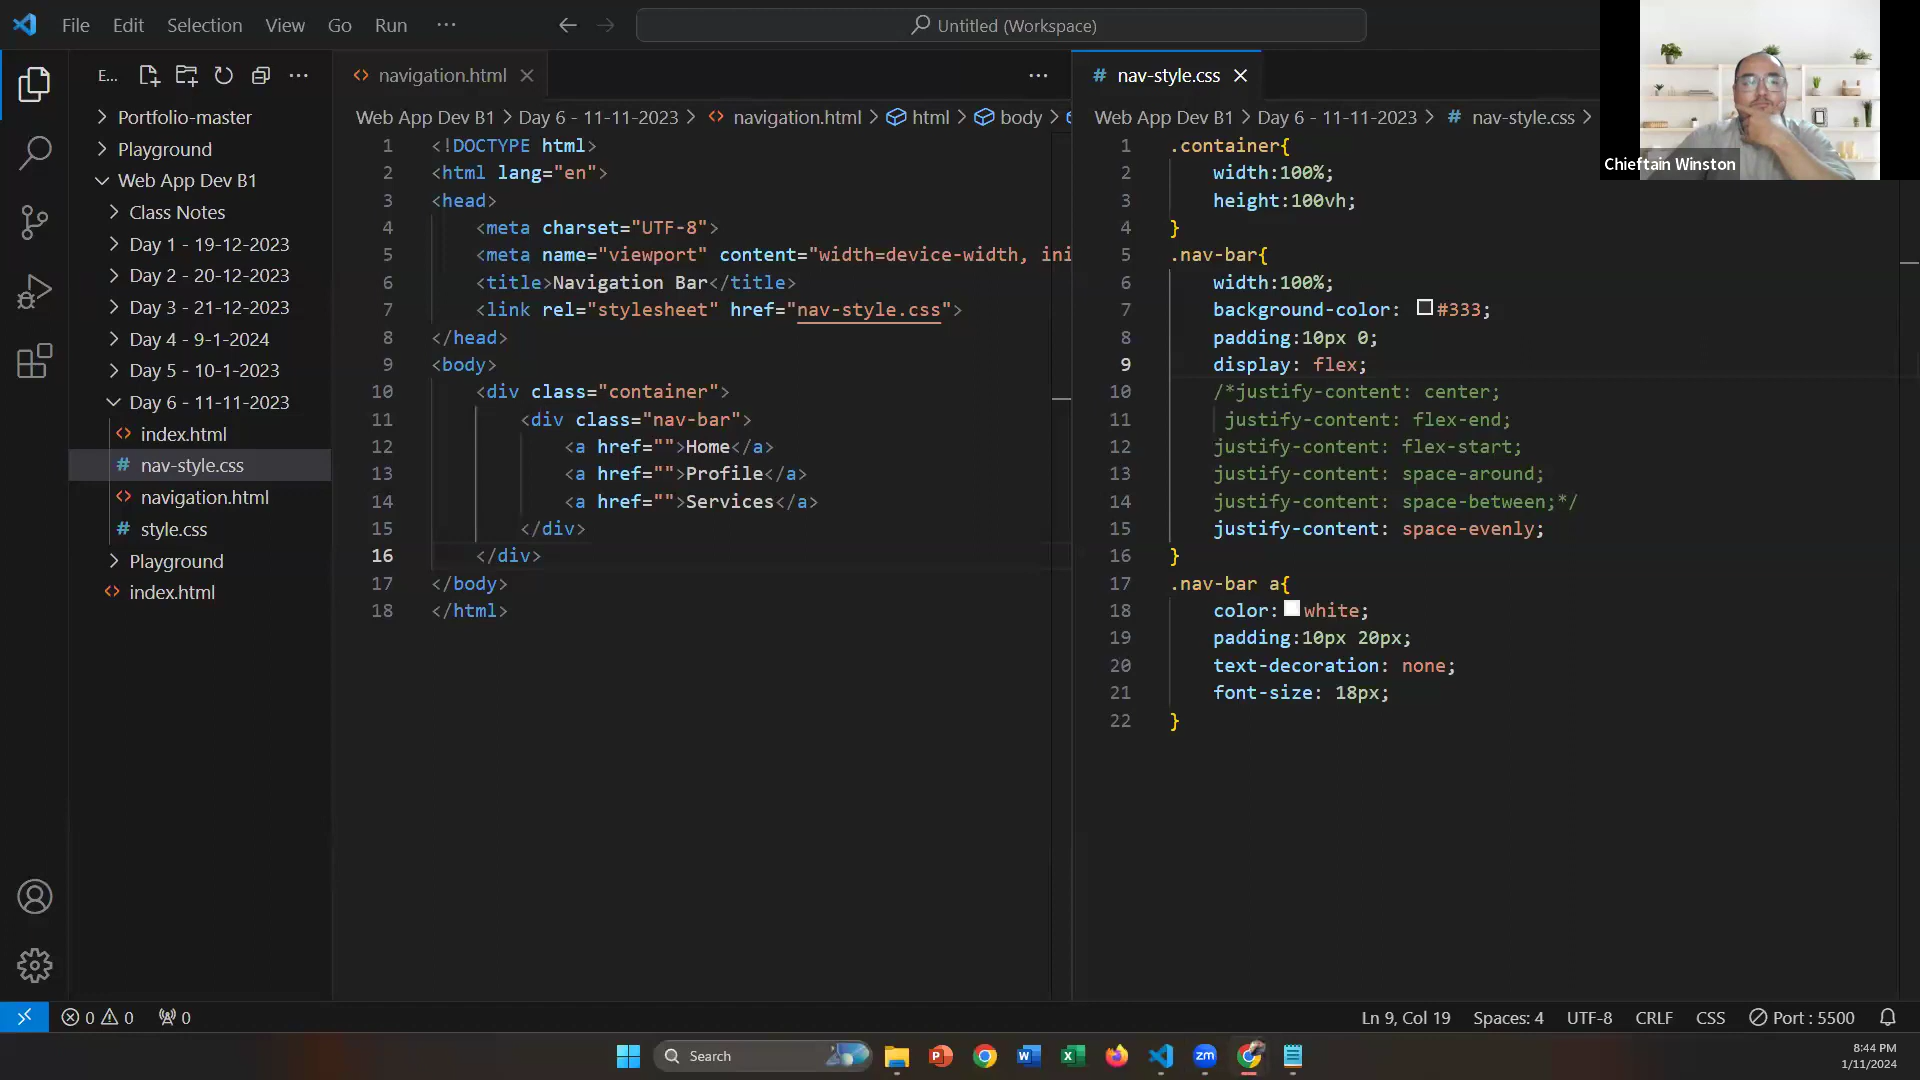 File Edit Selection View Go Run ···
Untitled (Workspace)
E...
Portfolio-master
Playground
Web App Dev B1
Class Notes
Day 1 - 19-12-2023
Day 2 - 20-12-2023
Day 3 - 21-12-2023
Day 4 - 9-1-2024
Day 5 - 10-1-2023
Day 6 - 11-11-2023
index.html
nav-style.css
navigation.html
style.css
Playground
index.html
navigation.html
Web App Dev B1 > Day 6 - 11-11-2023 > navigation.html > html > body >
1 <!DOCTYPE html>
2 <html lang="en">
3 <head>
4 <meta charset="UTF-8">
5 <meta name="viewport" content="width=device-width, ini
6 <title>Navigation Bar</title>
7 <link rel="stylesheet" href="nav-style.css">
8 </head>
9 <body>
10 <div class="container">
11 <div class="nav-bar">
12 <a href="">Home</a>
13 <a href="">Profile</a>
14 <a href="">Services</a>
15 </div>
16 </div>
17 </body>
18 </html>
nav-style.css
Web App Dev B1 > Day 6 - 11-11-2023 > nav-style.css >
1 .container{
2 width:100%;
3 height:100vh;
4 }
5 .nav-bar{
6 width:100%;
7 background-color: #333;
8 padding:10px 0;
9 display: flex;
10 /*justify-content: center;
11 justify-content: flex-end;
12 justify-content: flex-start;
13 justify-content: space-around;
14 justify-content: space-between;*/
15 justify-content: space-evenly;
16 }
17 .nav-bar a{
18 color: white;
19 padding:10px 20px;
20 text-decoration: none;
21 font-size: 18px;
22 }
Chieftain Winston
0 0 0
Ln 9, Col 19 Spaces: 4 UTF-8 CRLF CSS Port : 5500
Search
zm
8:44 PM
1/11/2024